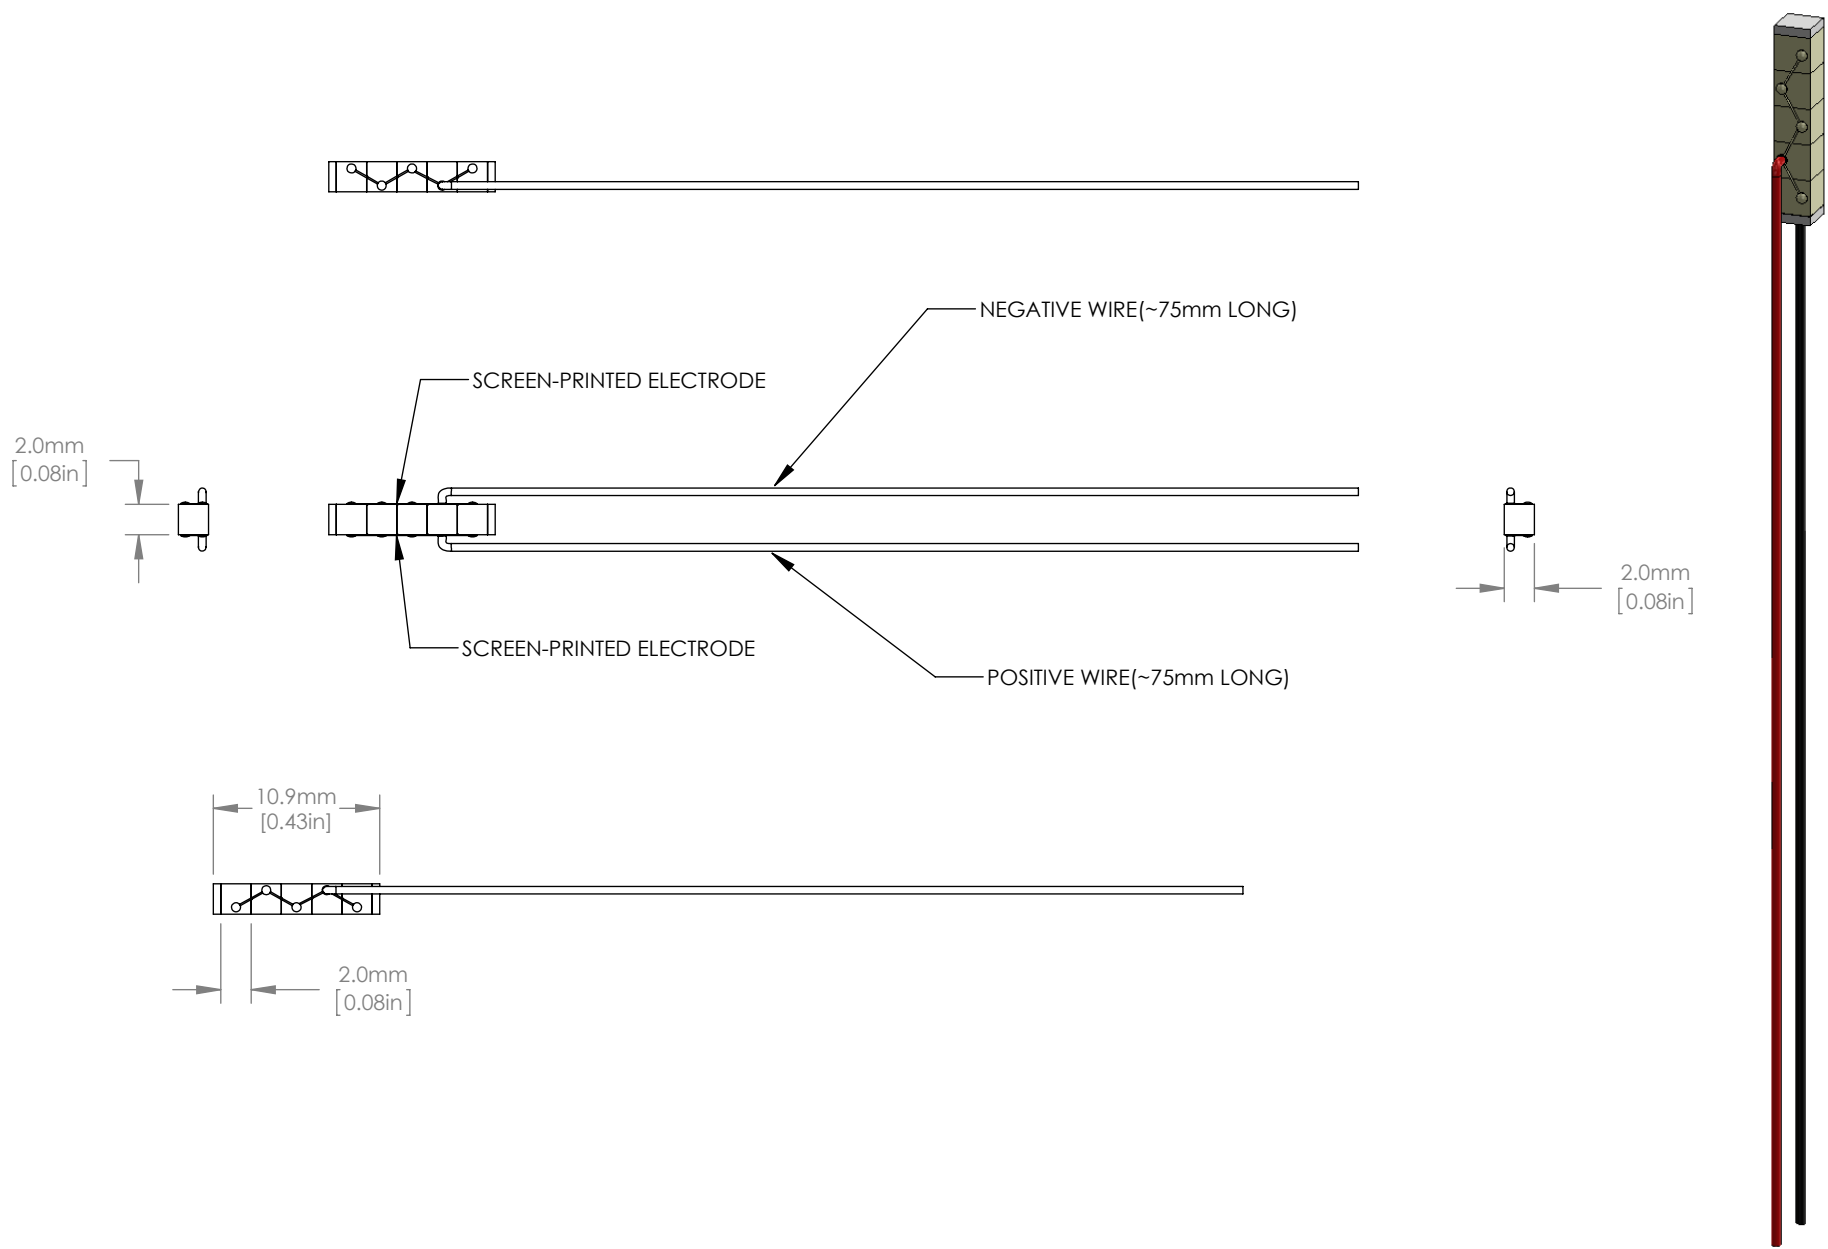 NEGATIVE WIRE(~75mm LONG)
SCREEN-PRINTED ELECTRODE
2.0mm
[0.08in]
2.0mm
[0.08in]
SCREEN-PRINTED ELECTRODE
POSITIVE WIRE(~75mm LONG)
10.9mm
[0.43in]
2.0mm
[0.08in]